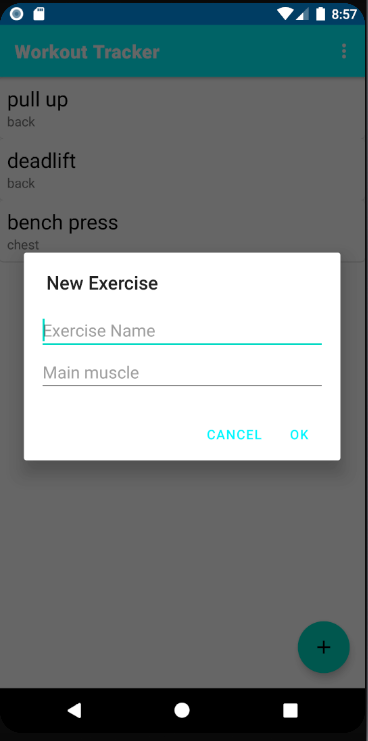 8:57
Workout Tracker
pull up
back
deadlift
back
bench press
chest
New Exercise
Exercise Name
Main muscle
CANCEL OK
+